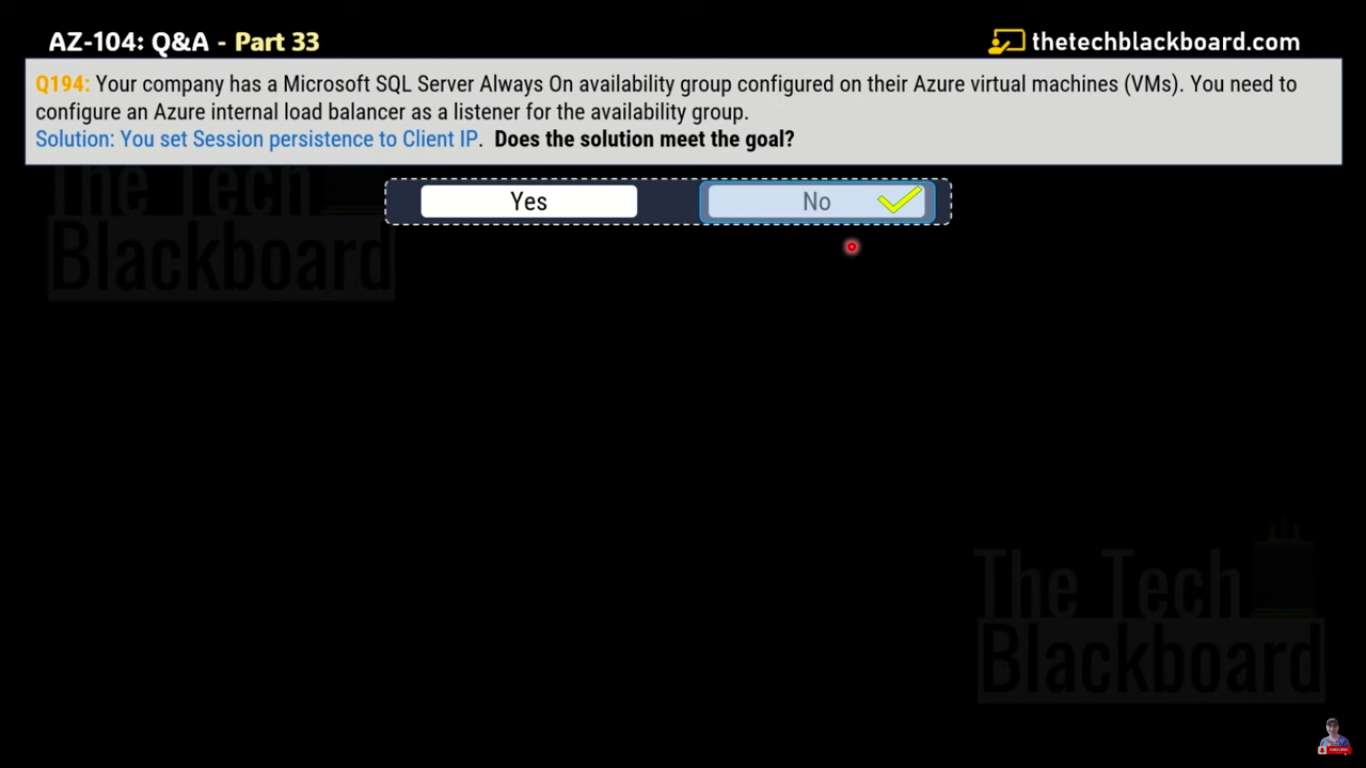 AZ-104: Q&A - Part 33
thetechblackboard.com
Q194: Your company has a Microsoft SQL Server Always On availability group configured on their Azure virtual machines (VMs). You need to
configure an Azure internal load balancer as a listener for the availability group.
Solution: You set Session persistence to Client IP. Does the solution meet the goal?
The Tech
Blackboard
Yes
No
The Tech
Blackboard
SUBSCRIBE